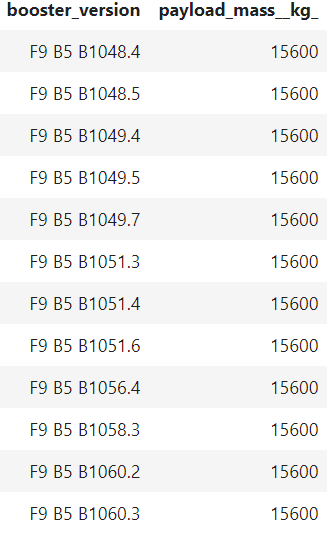 booster_version payload_mass__kg_
F9 B5 B1048.4 15600
F9 B5 B1048.5 15600
F9 B5 B1049.4 15600
F9 B5 B1049.5 15600
F9 B5 B1049.7 15600
F9 B5 B1051.3 15600
F9 B5 B1051.4 15600
F9 B5 B1051.6 15600
F9 B5 B1056.4 15600
F9 B5 B1058.3 15600
F9 B5 B1060.2 15600
F9 B5 B1060.3 15600